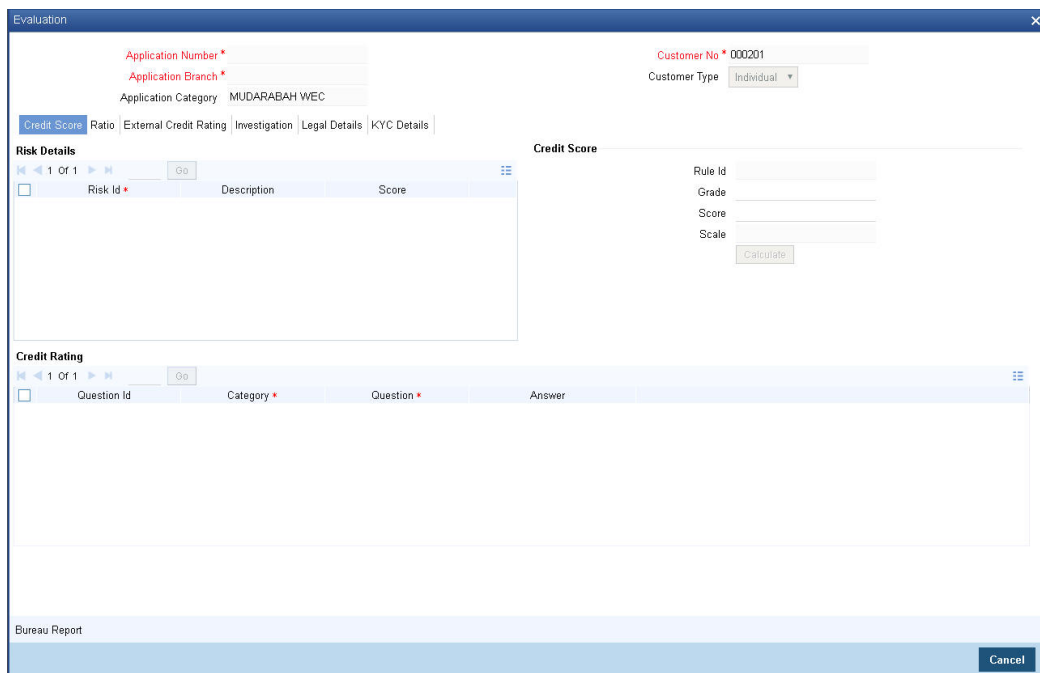 Evaluation
Application Number *
Customer No * 000201
Application Branch *
Customer Type Individual
Application Category MUDARABAH WEC
Credit Score Ratio External Credit Rating Investigation Legal Details KYC Details
Risk Details
Credit Score
1 Of 1 Go
Rule Id
Risk Id * Description Score
Grade
Score
Scale
Calculate
Credit Rating
1 Of 1 Go
Question Id Category * Question * Answer
Bureau Report
Cancel